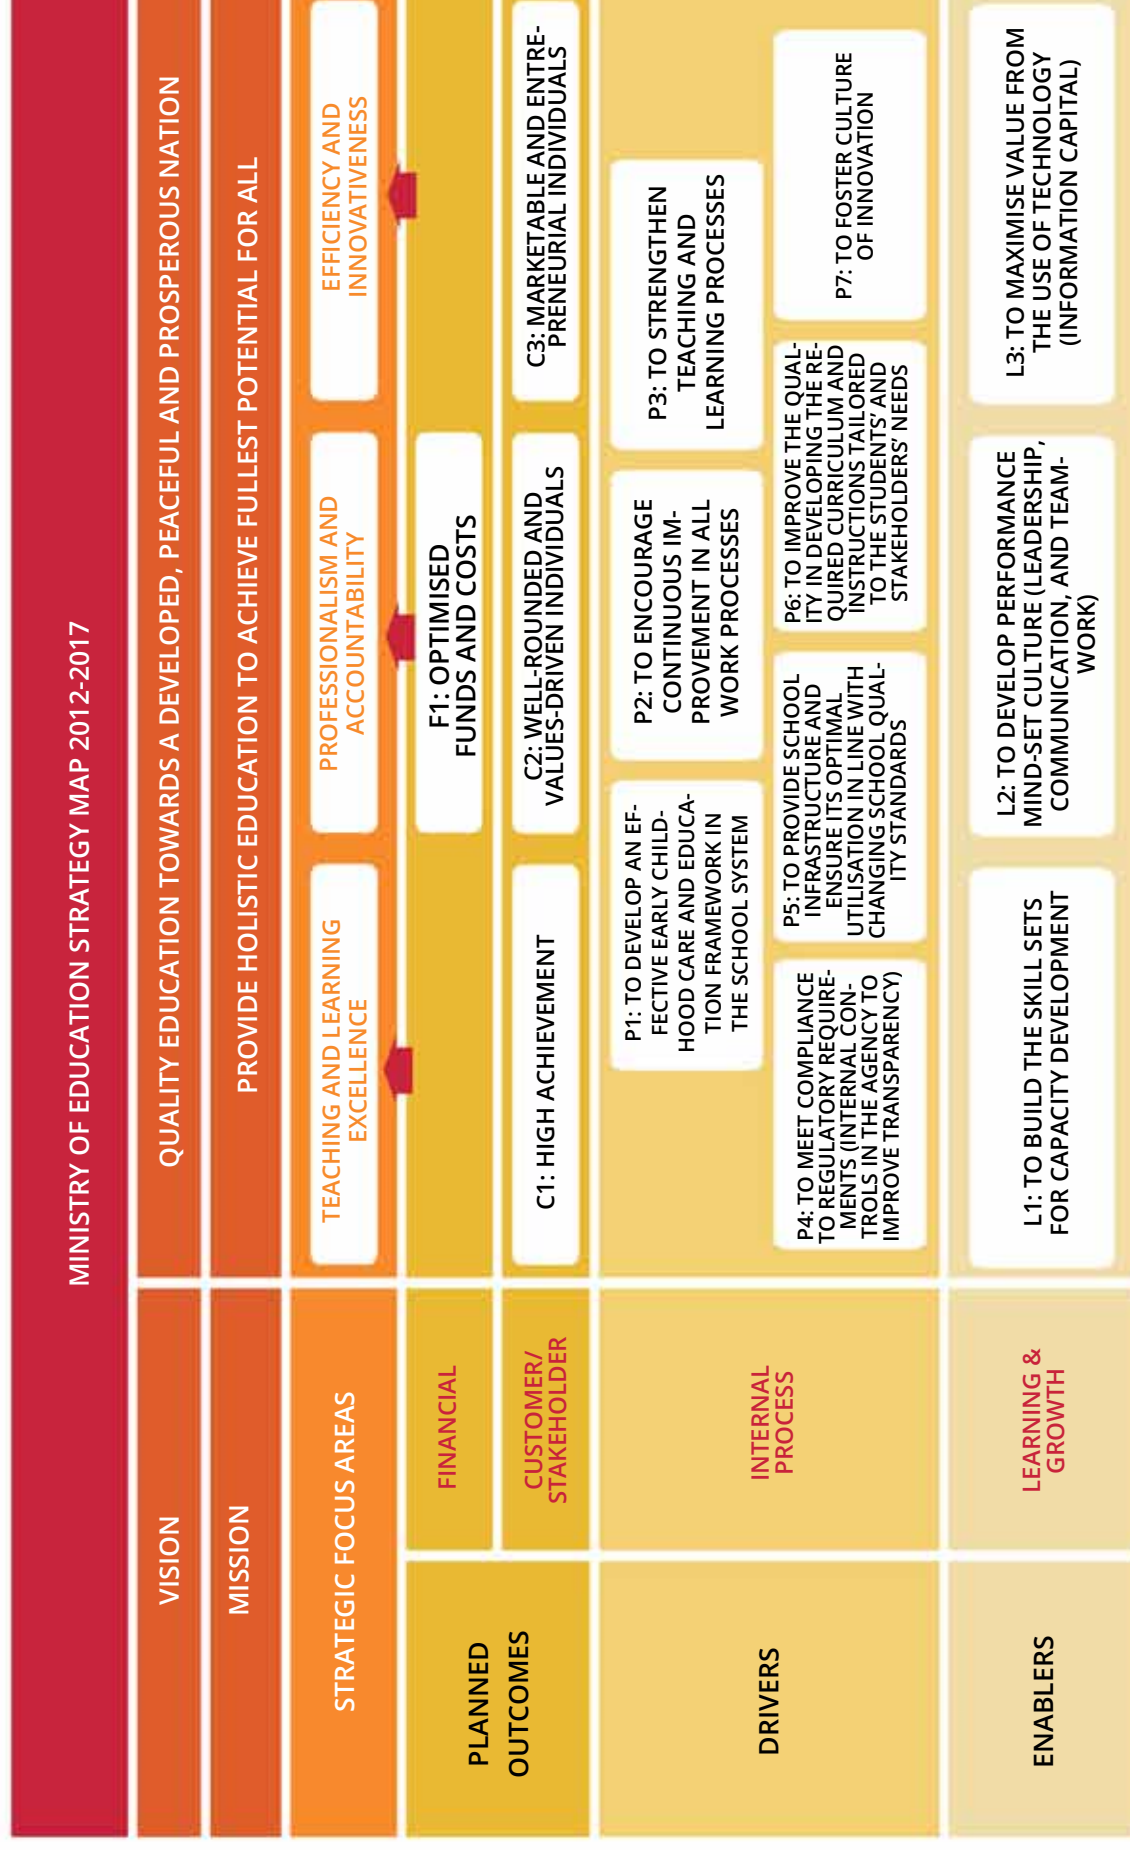 MINISTRY OF EDUCATION STRATEGY MAP 2012-2017
VISION
QUALITY EDUCATION TOWARDS A DEVELOPED, PEACEFUL AND PROSPEROUS NATION
MISSION
PROVIDE HOLISTIC EDUCATION TO ACHIEVE FULLEST POTENTIAL FOR ALL
STRATEGIC FOCUS AREAS
TEACHING AND LEARNING
EXCELLENCE
PROFESSIONALISM AND
ACCOUNTABILITY
EFFICIENCY AND
INNOVATIVENESS
PLANNED
OUTCOMES
FINANCIAL
F1: OPTIMISED
FUNDS AND COSTS
CUSTOMER/
STAKEHOLDER
C1: HIGH ACHIEVEMENT
C2: WELL-ROUNDED AND
VALUES-DRIVEN INDIVIDUALS
C3: MARKETABLE AND ENTRE-
PRENEURIAL INDIVIDUALS
DRIVERS
INTERNAL
PROCESS
P1: TO DEVELOP AN EF-
FECTIVE EARLY CHILD-
HOOD CARE AND EDUCA-
TION FRAMEWORK IN
THE SCHOOL SYSTEM
P2: TO ENCOURAGE
CONTINUOUS IM-
PROVEMENT IN ALL
WORK PROCESSES
P3: TO STRENGTHEN
TEACHING AND
LEARNING PROCESSES
P4: TO MEET COMPLIANCE
TO REGULATORY REQUIRE-
MENTS (INTERNAL CON-
TROLS IN THE AGENCY TO
IMPROVE TRANSPARENCY)
P5: TO PROVIDE SCHOOL
INFRASTRUCTURE AND
ENSURE ITS OPTIMAL
UTILISATION IN LINE WITH
CHANGING SCHOOL QUAL-
ITY STANDARDS
P6: TO IMPROVE THE QUAL-
ITY IN DEVELOPING THE RE-
QUIRED CURRICULUM AND
INSTRUCTIONS TAILORED
TO THE STUDENTS' AND
STAKEHOLDERS' NEEDS
P7: TO FOSTER CULTURE
OF INNOVATION
ENABLERS
LEARNING &
GROWTH
L1: TO BUILD THE SKILL SETS
FOR CAPACITY DEVELOPMENT
L2: TO DEVELOP PERFORMANCE
MIND-SET CULTURE (LEADERSHIP,
COMMUNICATION, AND TEAM-
WORK)
L3: TO MAXIMISE VALUE FROM
THE USE OF TECHNOLOGY
(INFORMATION CAPITAL)